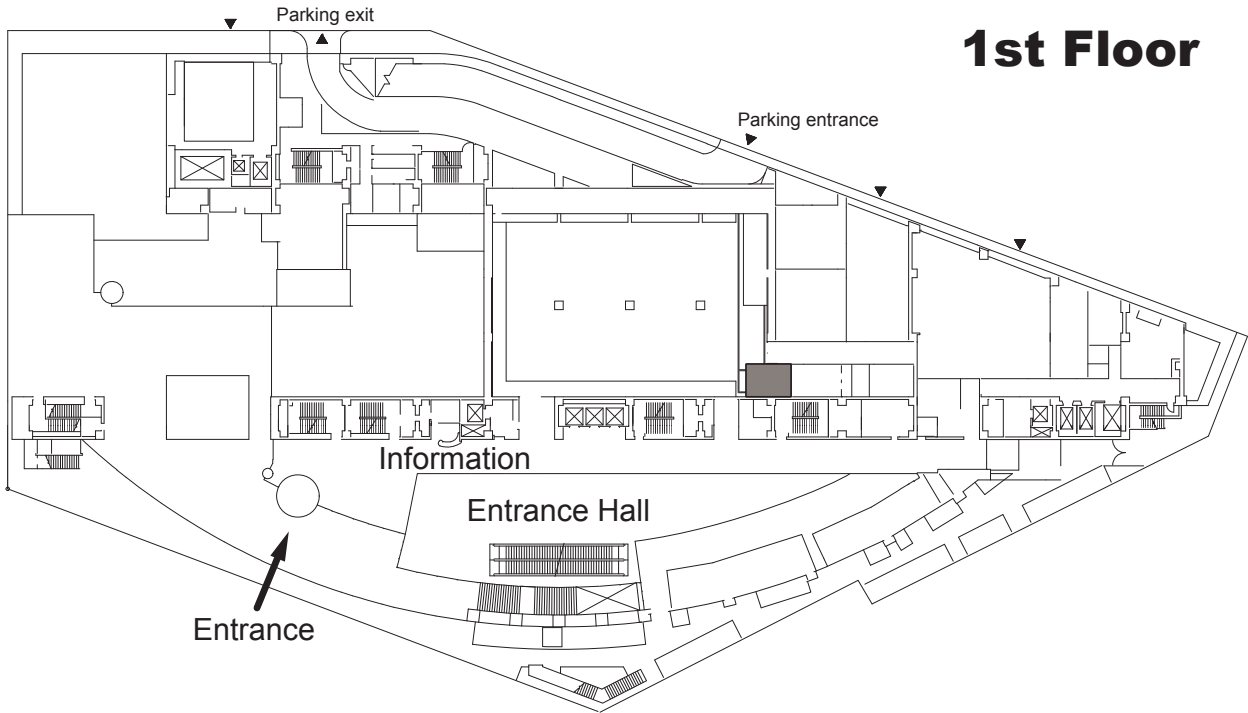 Parking exit
1st Floor
Parking entrance
Information
Entrance Hall
Entrance